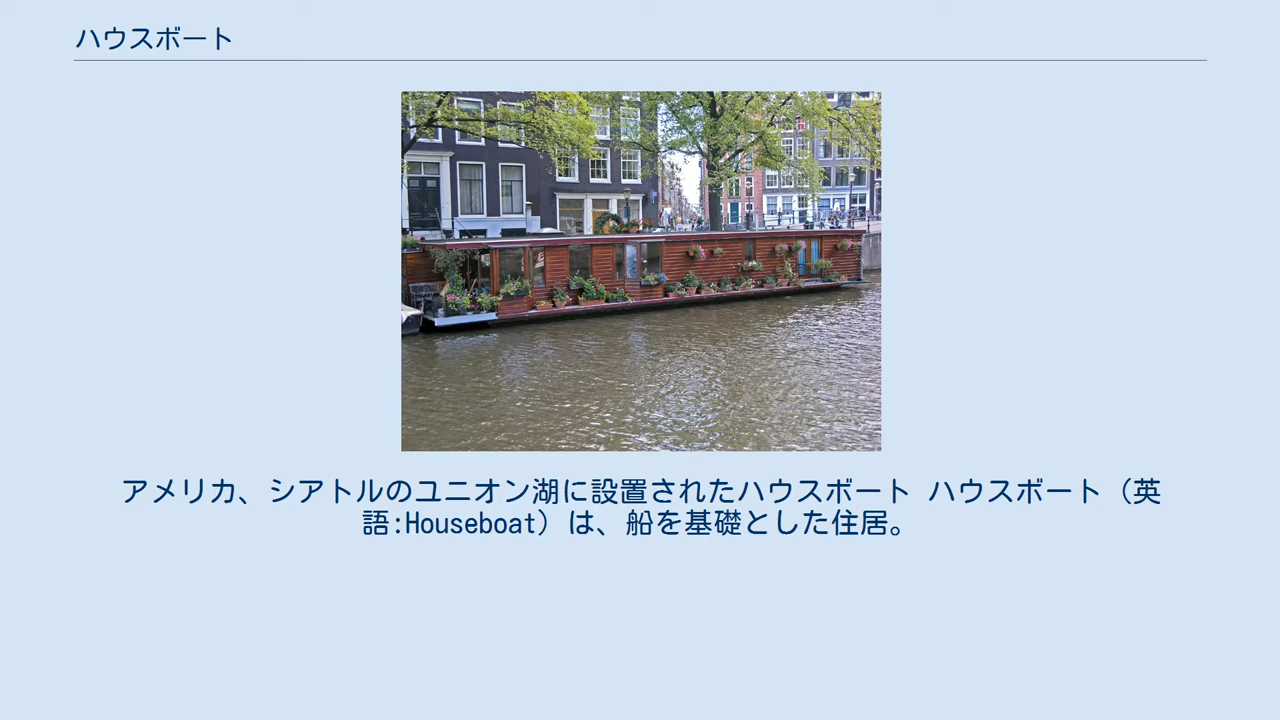 ハウスボート
アメリカ、シアトルのユニオン湖に設置されたハウスボート ハウスボート（英
語:Houseboat）は、船を基礎とした住居。